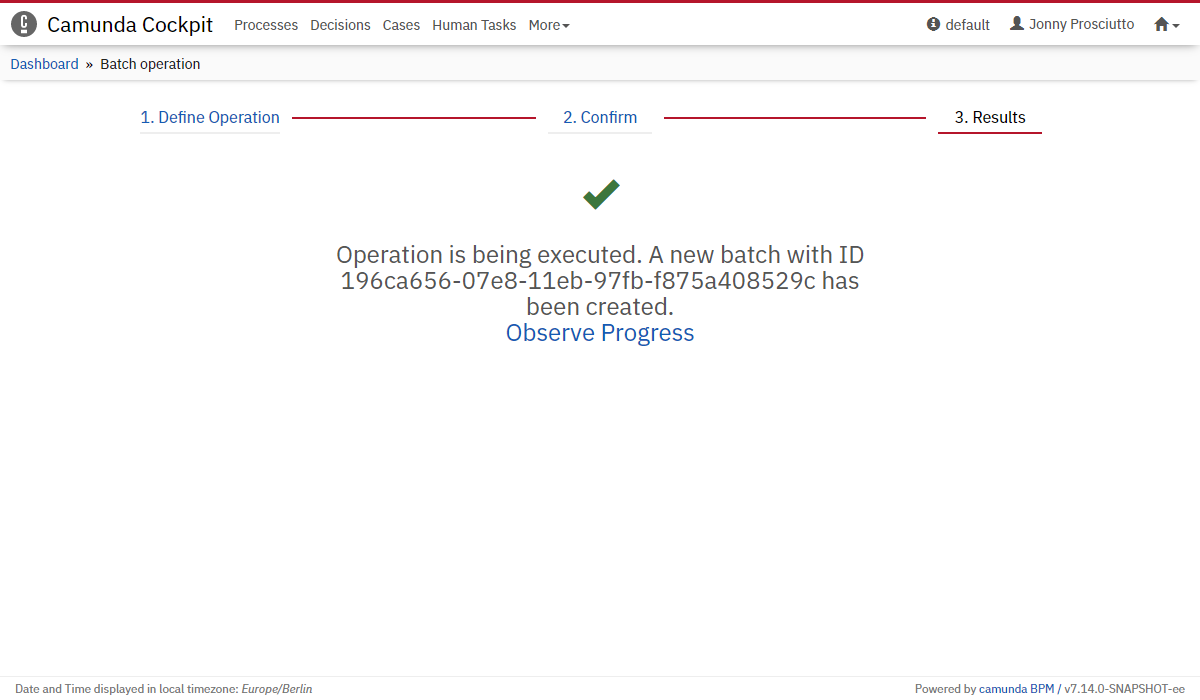 Camunda Cockpit Processes Decisions Cases Human Tasks More default Jonny Prosciutto
Dashboard » Batch operation
1. Define Operation 2. Confirm 3. Results
Operation is being executed. A new batch with ID
196ca656-07e8-11eb-97fb-f875a408529c has
been created.
Observe Progress
Date and Time displayed in local timezone: Europe/Berlin Powered by camunda BPM / v7.14.0-SNAPSHOT-ee